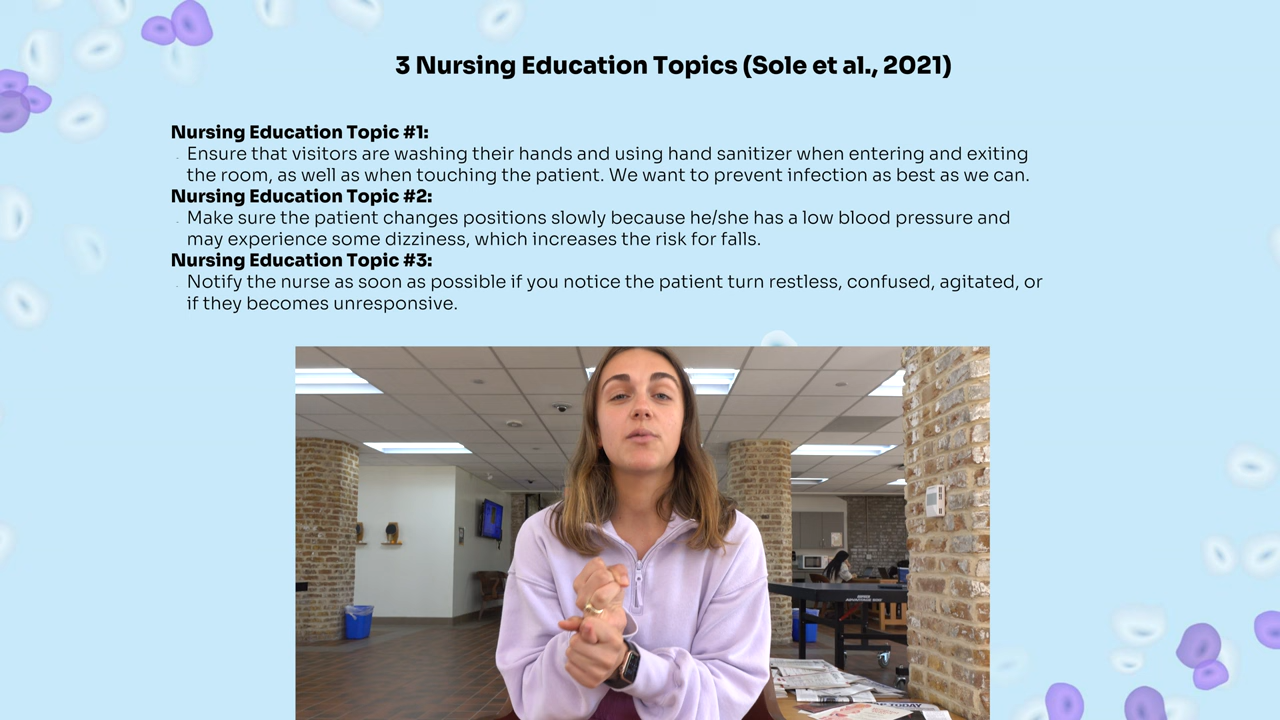 3 Nursing Education Topics (Sole et al., 2021)
Nursing Education Topic #1:
Ensure that visitors are washing their hands and using hand sanitizer when entering and exiting
the room, as well as when touching the patient. We want to prevent infection as best as we can.
Nursing Education Topic #2:
Make sure the patient changes positions slowly because he/she has a low blood pressure and
may experience some dizziness, which increases the risk for falls.
Nursing Education Topic #3:
Notify the nurse as soon as possible if you notice the patient turn restless, confused, agitated, or
if they becomes unresponsive.
TODAY